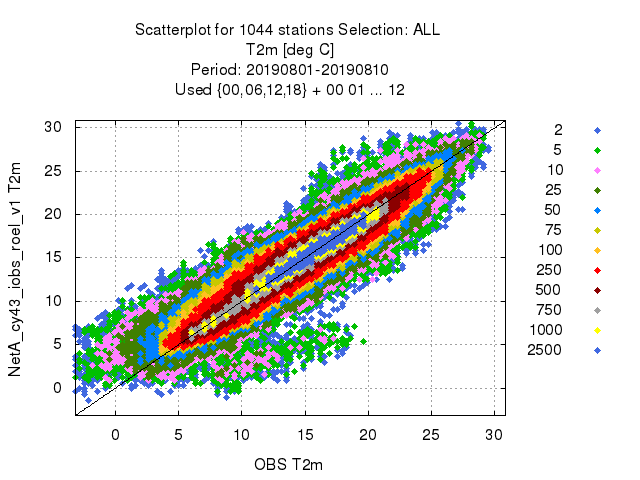 Scatterplot for 1044 stations Selection: ALL
T2m [deg C]
Period: 20190801-20190810
Used {00,06,12,18} + 00 01 ... 12
NetA_cy43_iobs_roel_v1 T2m
30
25
20
15
10
5
0
0 5 10 15 20 25 30
OBS T2m
2
5
10
25
50
75
100
250
500
750
1000
2500